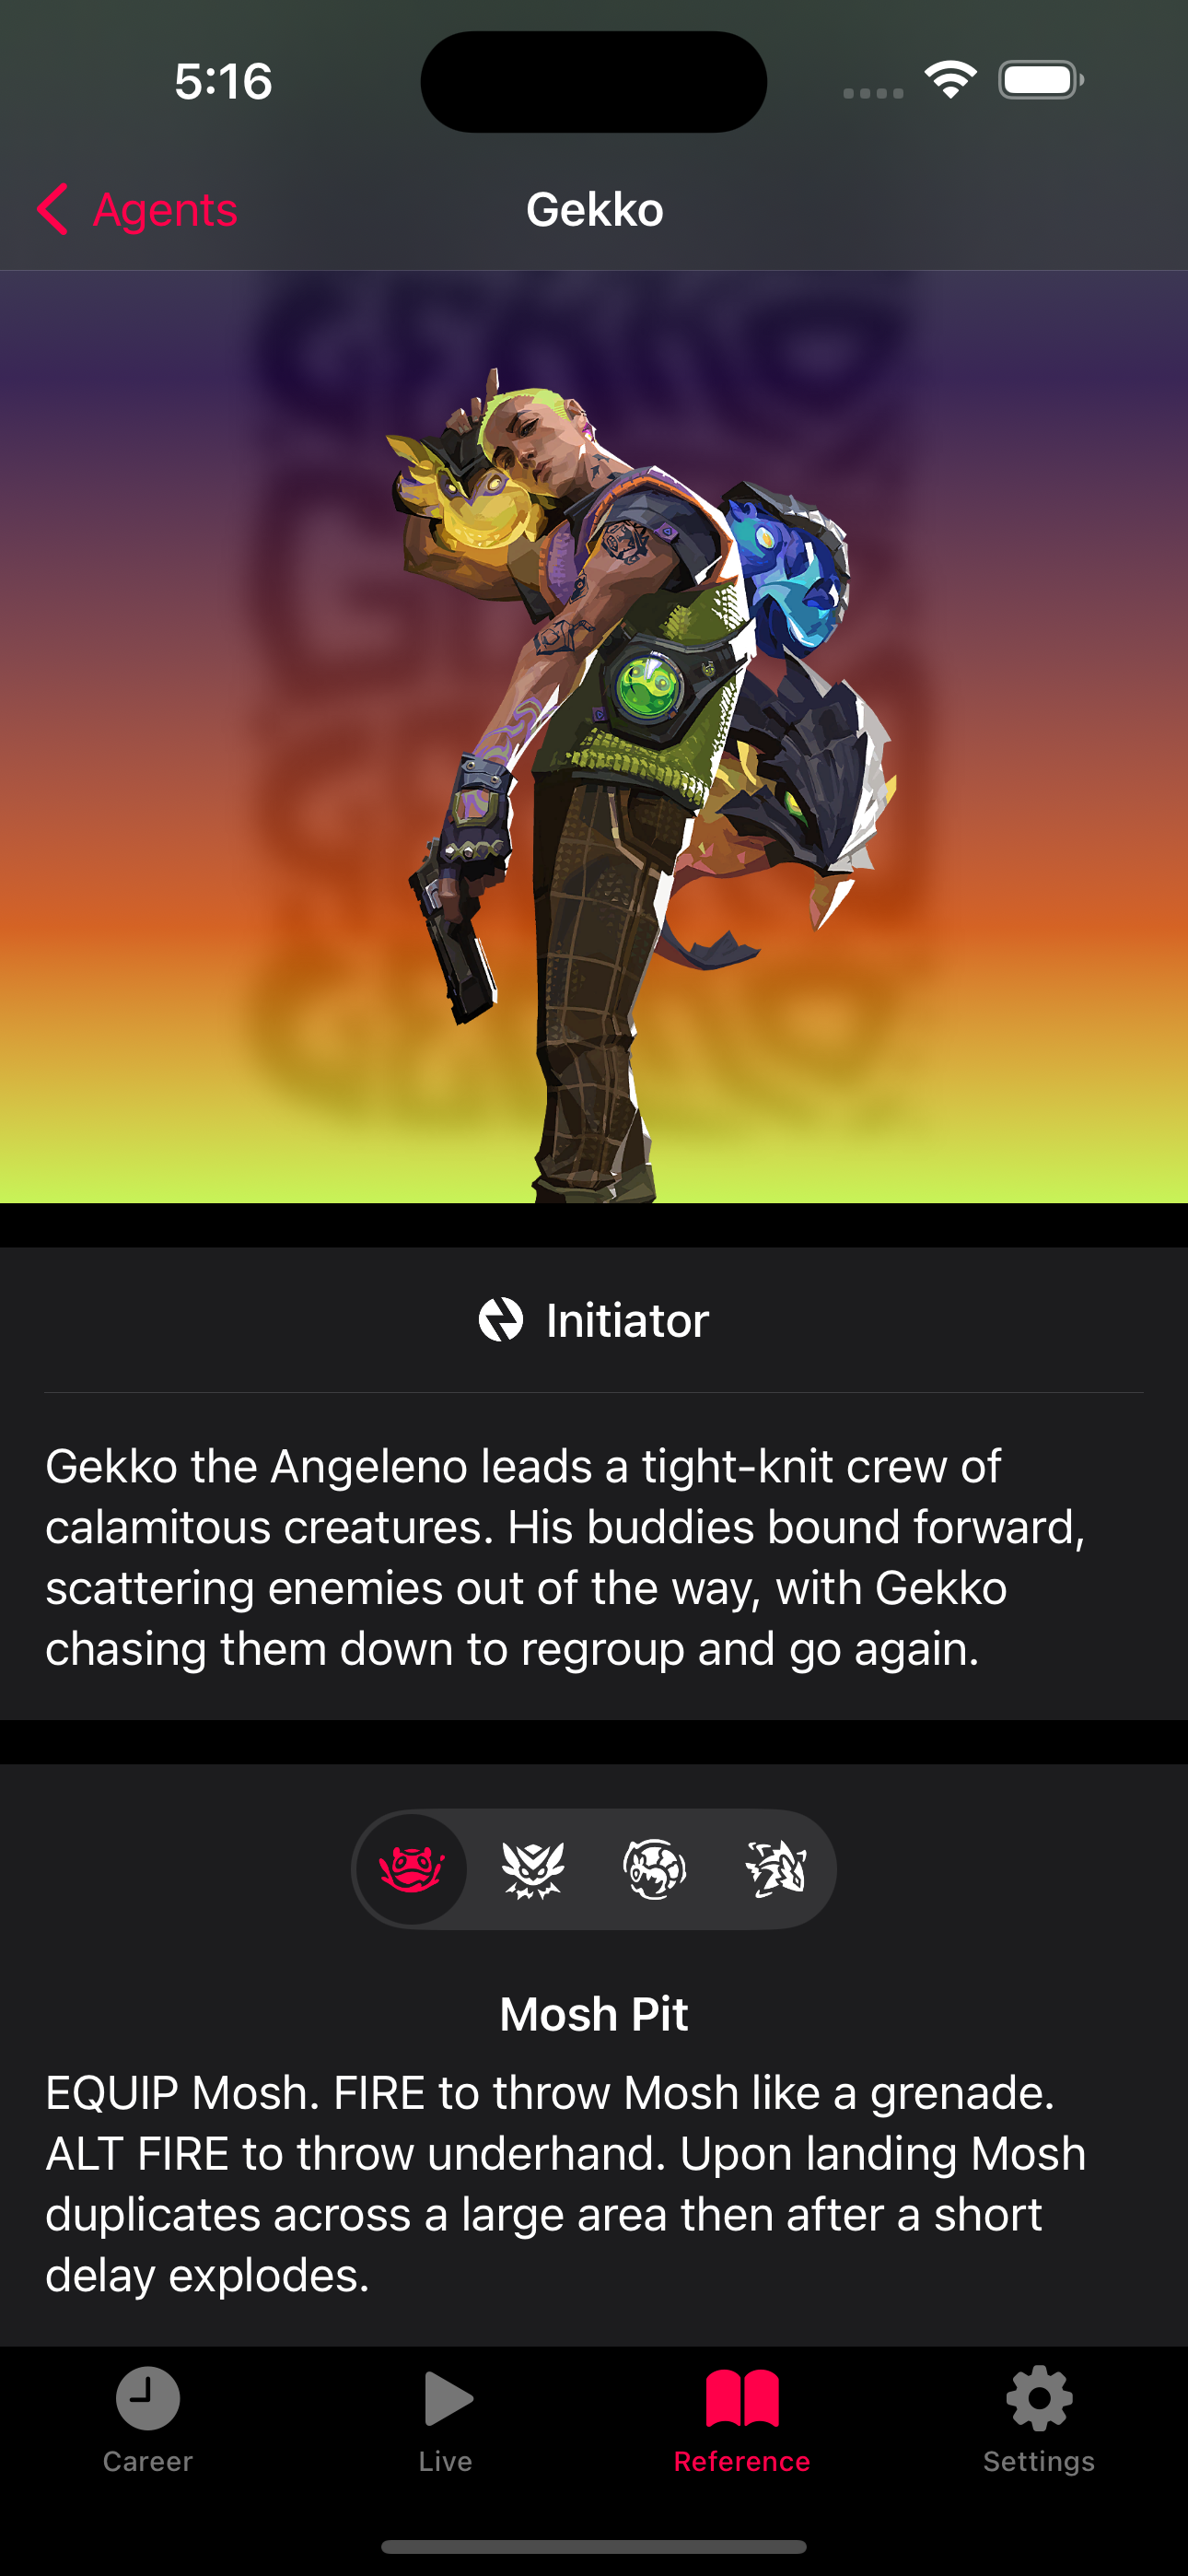 5:16
Agents
Gekko
Initiator
Gekko the Angeleno leads a tight-knit crew of
calamitous creatures. His buddies bound forward,
scattering enemies out of the way, with Gekko
chasing them down to regroup and go again.
Mosh Pit
EQUIP Mosh. FIRE to throw Mosh like a grenade.
ALT FIRE to throw underhand. Upon landing Mosh
duplicates across a large area then after a short
delay explodes.
Career
Live
Reference
Settings